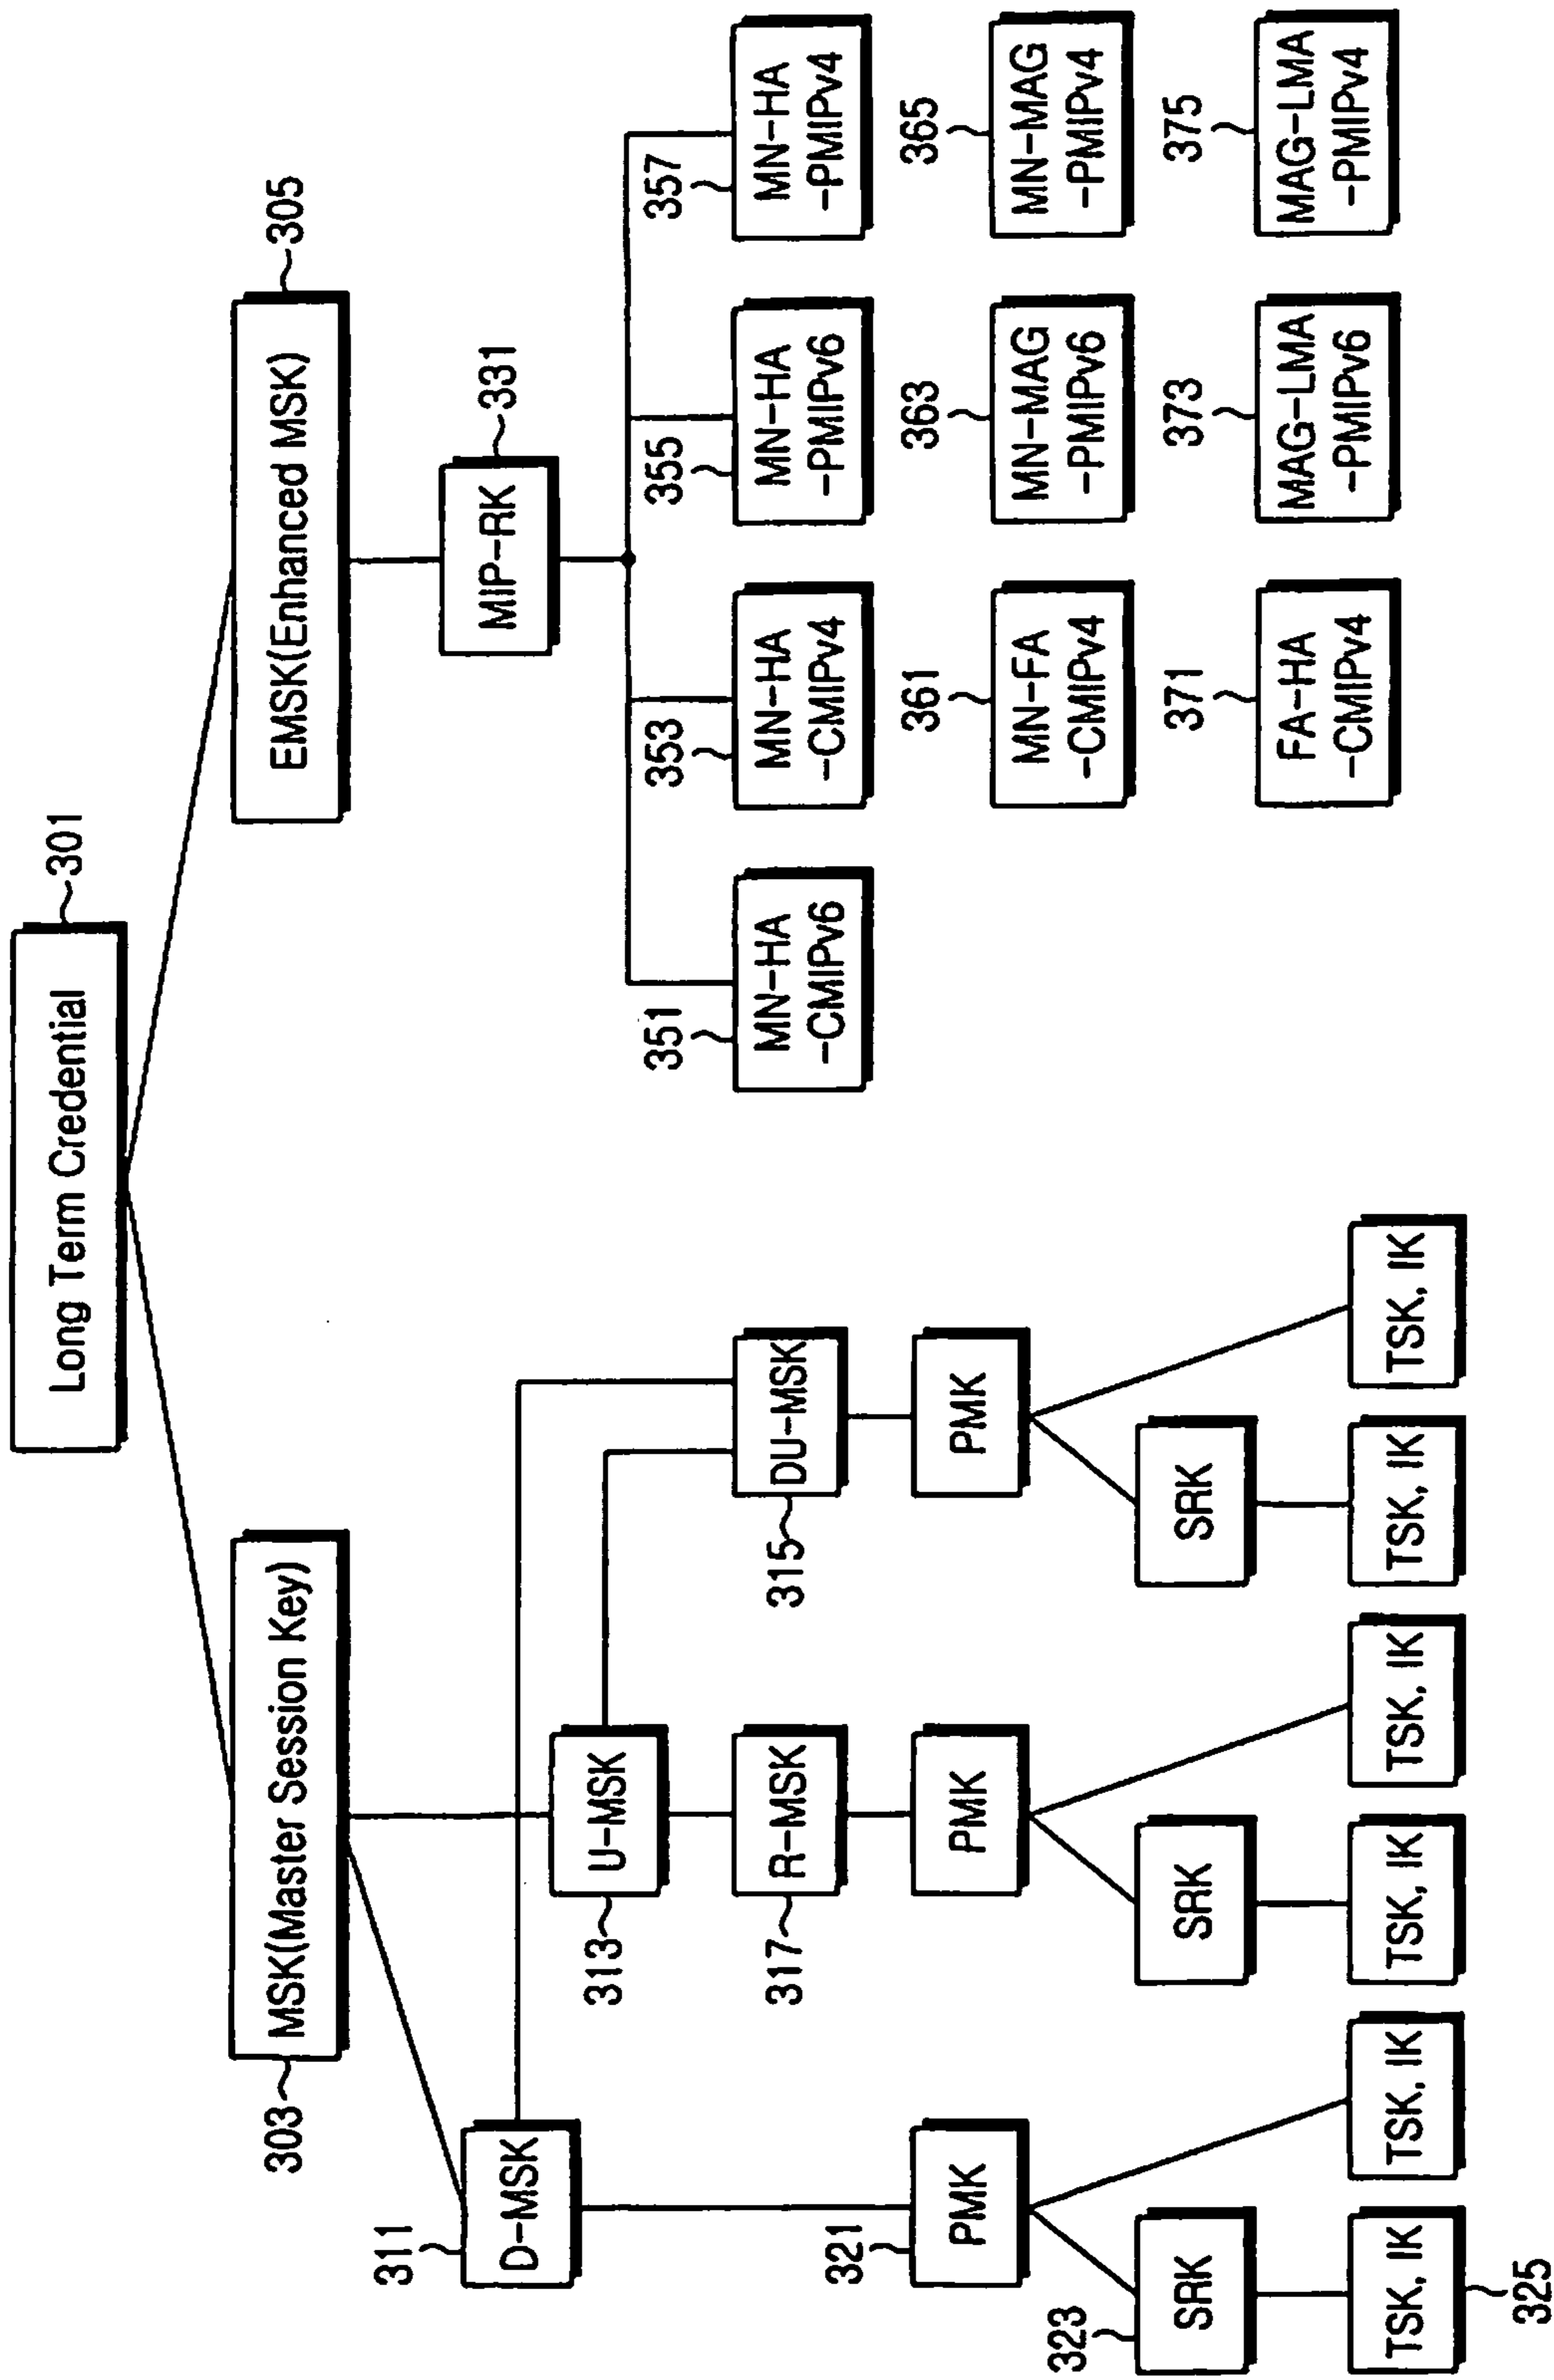 Long Term Credential
301
MSK(Master Session Key)
303
EMSK(Enhanced MSK)
305
311
D-MSK
MIP-RK
331
U-MSK
313
351
353
355
357
DU-MSK
315
R-MSK
317
MN-HA
-CMIPv6
MN-HA
-CMIPv4
MN-HA
-PMIPv6
MN-HA
-PMIPv4
321
PMK
PMK
PMK
361
363
365
MN-FA
-CMIPv4
MN-MAG
-PMIPv6
MN-MAG
-PMIPv4
323
SRK
SRK
SRK
371
373
375
FA-HA
-CMIPv4
MAG-LMA
-PMIPv6
MAG-LMA
-PMIPv4
TSK, IK
TSK, IK
TSK, IK
TSK, IK
TSK, IK
TSK, IK
325